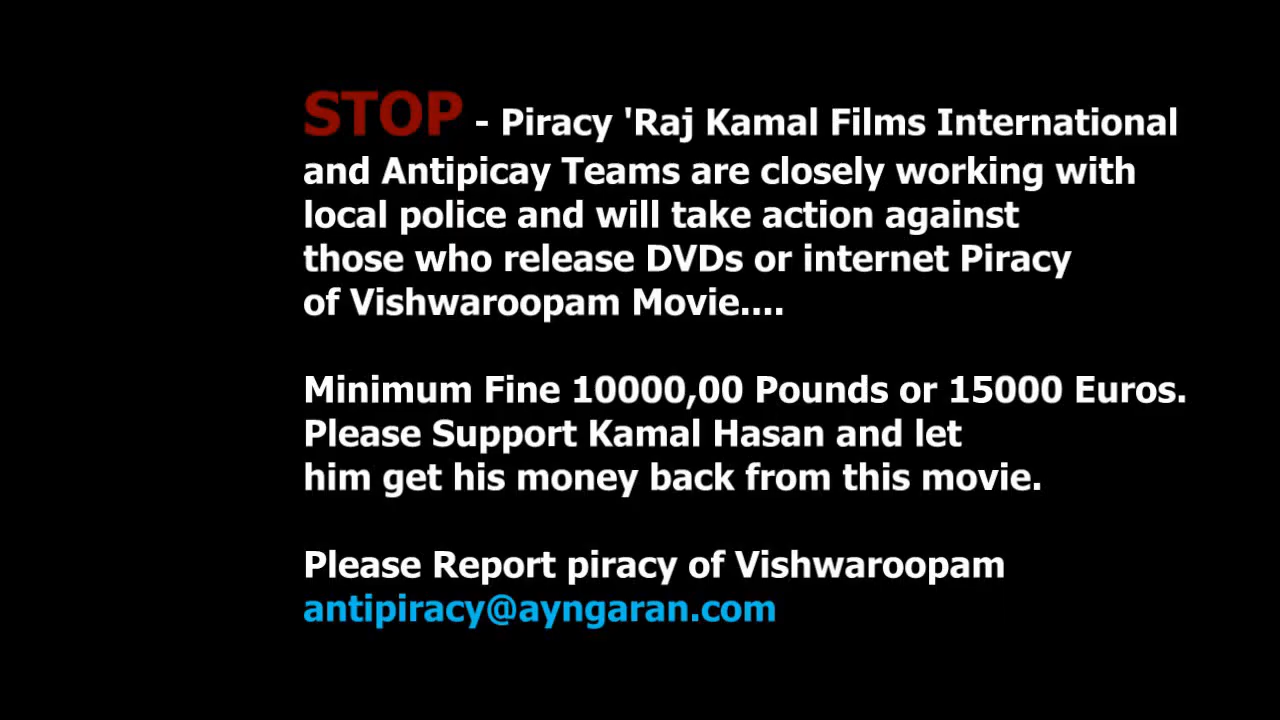 STOP - Piracy 'Raj Kamal Films International
and Antipicay Teams are closely working with
local police and will take action against
those who release DVDs or internet Piracy
of Vishwaroopam Movie....
Minimum Fine 10000,00 Pounds or 15000 Euros.
Please Support Kamal Hasan and let
him get his money back from this movie.
Please Report piracy of Vishwaroopam
antipiracy@ayngaran.com